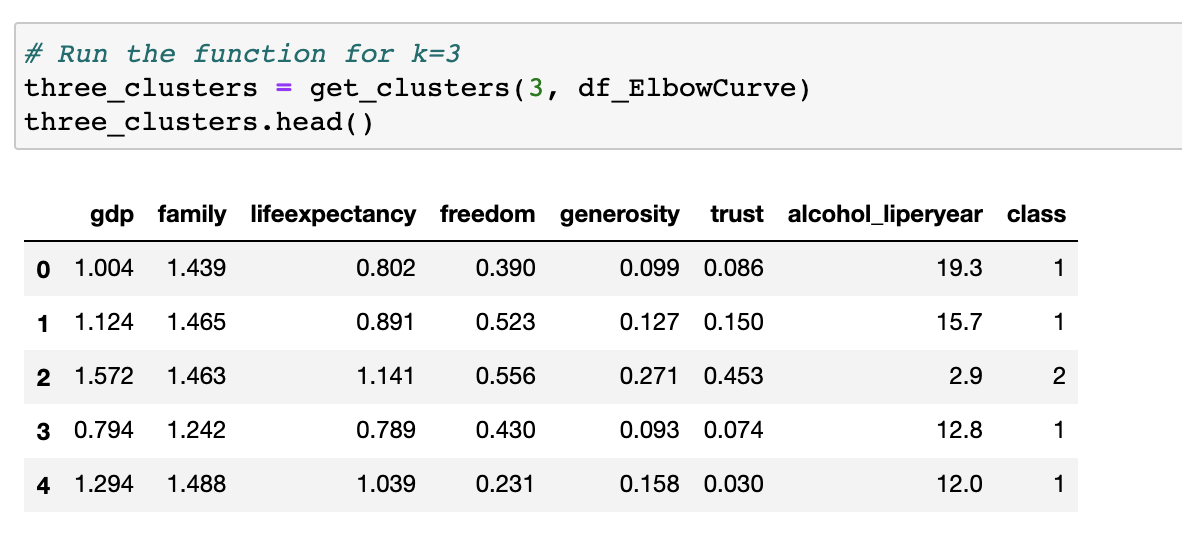 # Run the function for k=3
three_clusters = get_clusters(3, df_ElbowCurve)
three_clusters.head()
gdp family lifeexpectancy freedom generosity trust alcohol_liperyear class
0 1.004 1.439 0.802 0.390 0.099 0.086 19.3 1
1 1.124 1.465 0.891 0.523 0.127 0.150 15.7 1
2 1.572 1.463 1.141 0.556 0.271 0.453 2.9 2
3 0.794 1.242 0.789 0.430 0.093 0.074 12.8 1
4 1.294 1.488 1.039 0.231 0.158 0.030 12.0 1